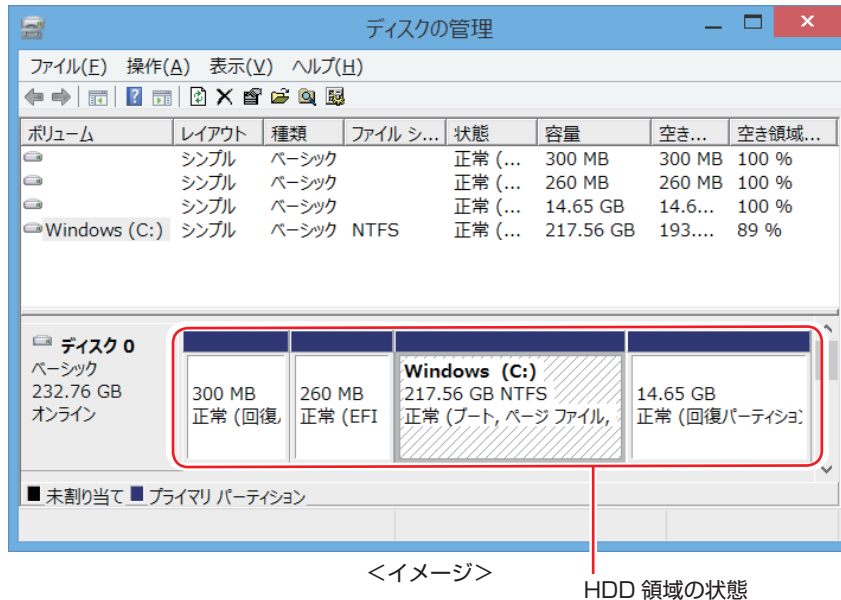 ディスクの管理
ファイル(F) 操作(A) 表示(V) ヘルプ(H)
ボリューム レイアウト 種類 ファイル シ... 状態 容量 空き... 空き領域...
シンプル ベーシック 正常 (... 300 MB 300 MB 100 %
シンプル ベーシック 正常 (... 260 MB 260 MB 100 %
シンプル ベーシック 正常 (... 14.65 GB 14.6... 100 %
Windows (C:) シンプル ベーシック NTFS 正常 (... 217.56 GB 193.... 89 %
ディスク 0
ベーシック
232.76 GB
オンライン
300 MB
正常 (回復
260 MB
正常 (EFI
Windows (C:)
217.56 GB NTFS
正常 (ブート, ページ ファイル,
14.65 GB
正常 (回復パーティション
未割り当て プライマリ パーティション
＜イメージ＞
HDD 領域の状態